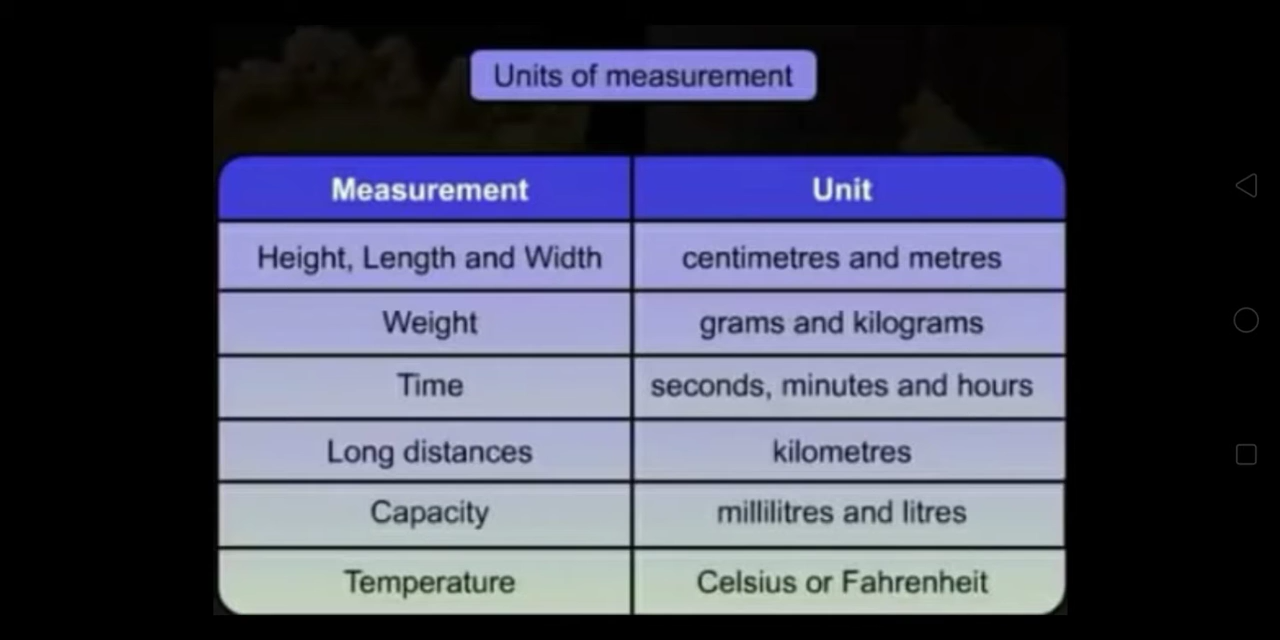 Units of measurement
Measurement Unit
Height, Length and Width centimetres and metres
Weight grams and kilograms
Time seconds, minutes and hours
Long distances kilometres
Capacity millilitres and litres
Temperature Celsius or Fahrenheit